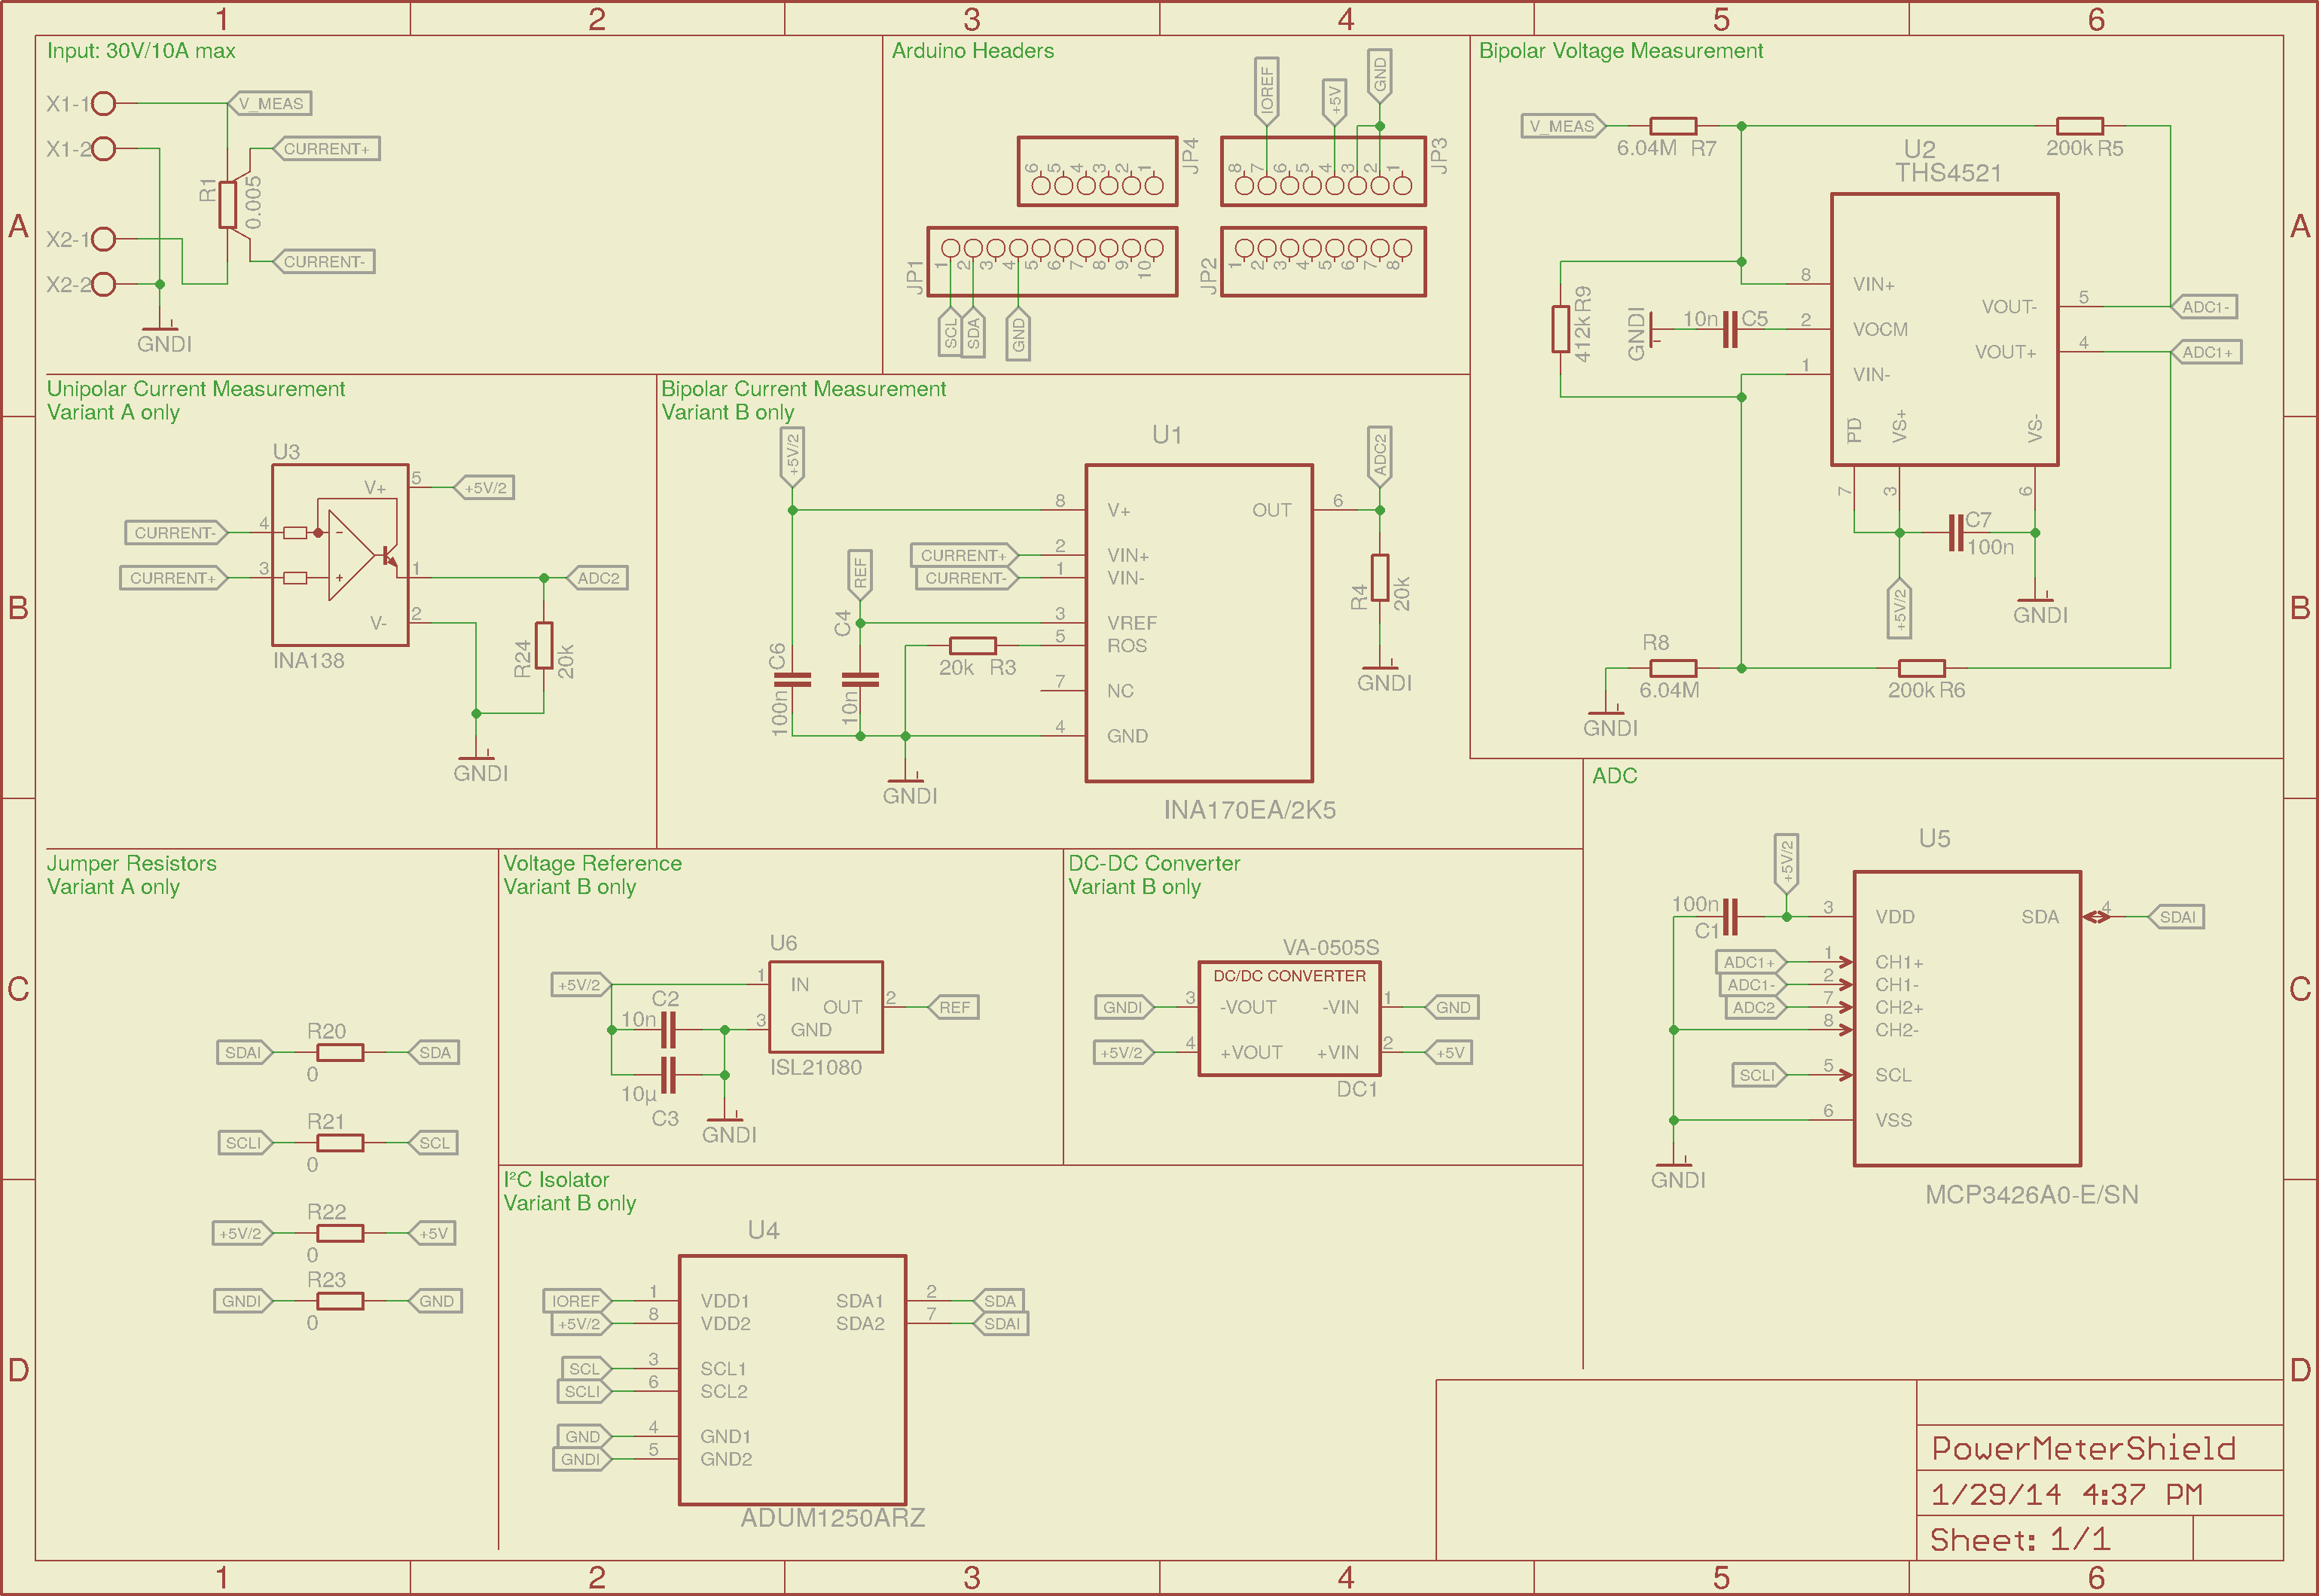 1 2 3 4 5 6
A
B
C
D
Input: 30V/10A max
X1-1
V_MEAS
X1-2
CURRENT+
R1
0.005
X2-1
CURRENT-
X2-2
GNDI
Arduino Headers
IOREF
+5V
GND
6 5 4 3 2 1
JP4
8 7 6 5 4 3 2 1
JP3
JP1
1 2 3 4 5 6 7 8 9 10
JP2
1 2 3 4 5 6 7 8
SCL
SDA
GND
Bipolar Voltage Measurement
V_MEAS
6.04M R7
200k R5
U2
THS4521
8 VIN+
VOUT- 5 ADC1-
412k R9
GNDI
10n C5
2 VOCM
VOUT+ 4 ADC1+
1 VIN-
PD
VS+
VS-
7
3
6
C7
100n
+5V/2
GNDI
R8
6.04M
200k R6
GNDI
Unipolar Current Measurement
Variant A only
U3
V+ 5 +5V/2
CURRENT- 4
-
CURRENT+ 3
+
1 ADC2
V- 2
R24
20k
INA138
GNDI
Bipolar Current Measurement
Variant B only
+5V/2
U1
ADC2
8 V+
OUT 6
CURRENT+ 2 VIN+
CURRENT- 1 VIN-
REF
R4
20k
C4
3 VREF
5 ROS
20k R3
C6
100n
10n
7 NC
4 GND
GNDI
GNDI
INA170EA/2K5
Jumper Resistors
Variant A only
R20
SDAI SDA
0
R21
SCLI SCL
0
R22
+5V/2 +5V
0
R23
GNDI GND
0
Voltage Reference
Variant B only
U6
+5V/2
1 IN
C2
10n
OUT 2 REF
3 GND
ISL21080
10µ
C3
GNDI
DC-DC Converter
Variant B only
VA-0505S
DC/DC CONVERTER
GNDI 3 -VOUT -VIN 1 GND
+5V/2 4 +VOUT +VIN 2 +5V
DC1
I²C Isolator
Variant B only
U4
IOREF 1 VDD1 SDA1 2 SDA
+5V/2 8 VDD2 SDA2 7 SDAI
SCL 3 SCL1
SCLI 6 SCL2
GND 4 GND1
GNDI 5 GND2
ADUM1250ARZ
ADC
U5
+5V/2
100n
C1
3 VDD SDA 4 SDAI
ADC1+ 1 CH1+
ADC1- 2 CH1-
ADC2 7 CH2+
8 CH2-
SCLI 5 SCL
6 VSS
GNDI
MCP3426A0-E/SN
PowerMeterShield
1/29/14 4:37 PM
Sheet: 1/1
A
B
C
D
1 2 3 4 5 6